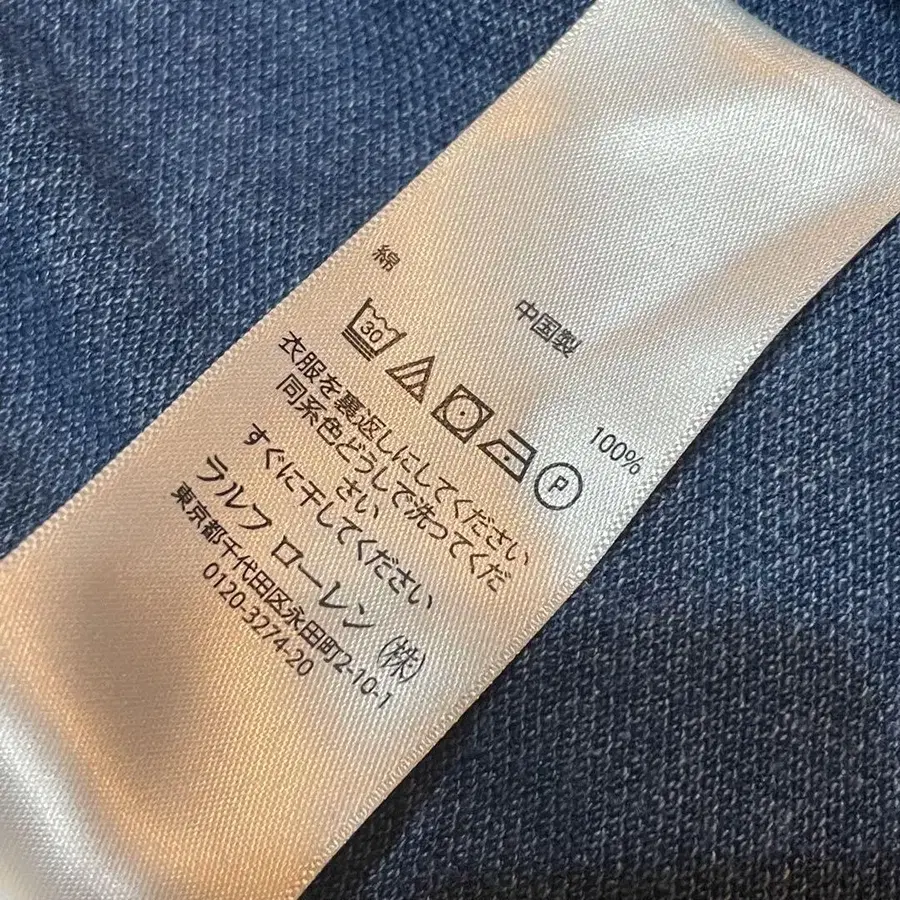 中国製
綿 100%
30
P
衣服を裏返しにしてください
同系色どうしで洗ってくだ
さい
すぐに干してください
ラルフ ローレン (株)
東京都千代田区永田町2-10-1
0120-3274-20